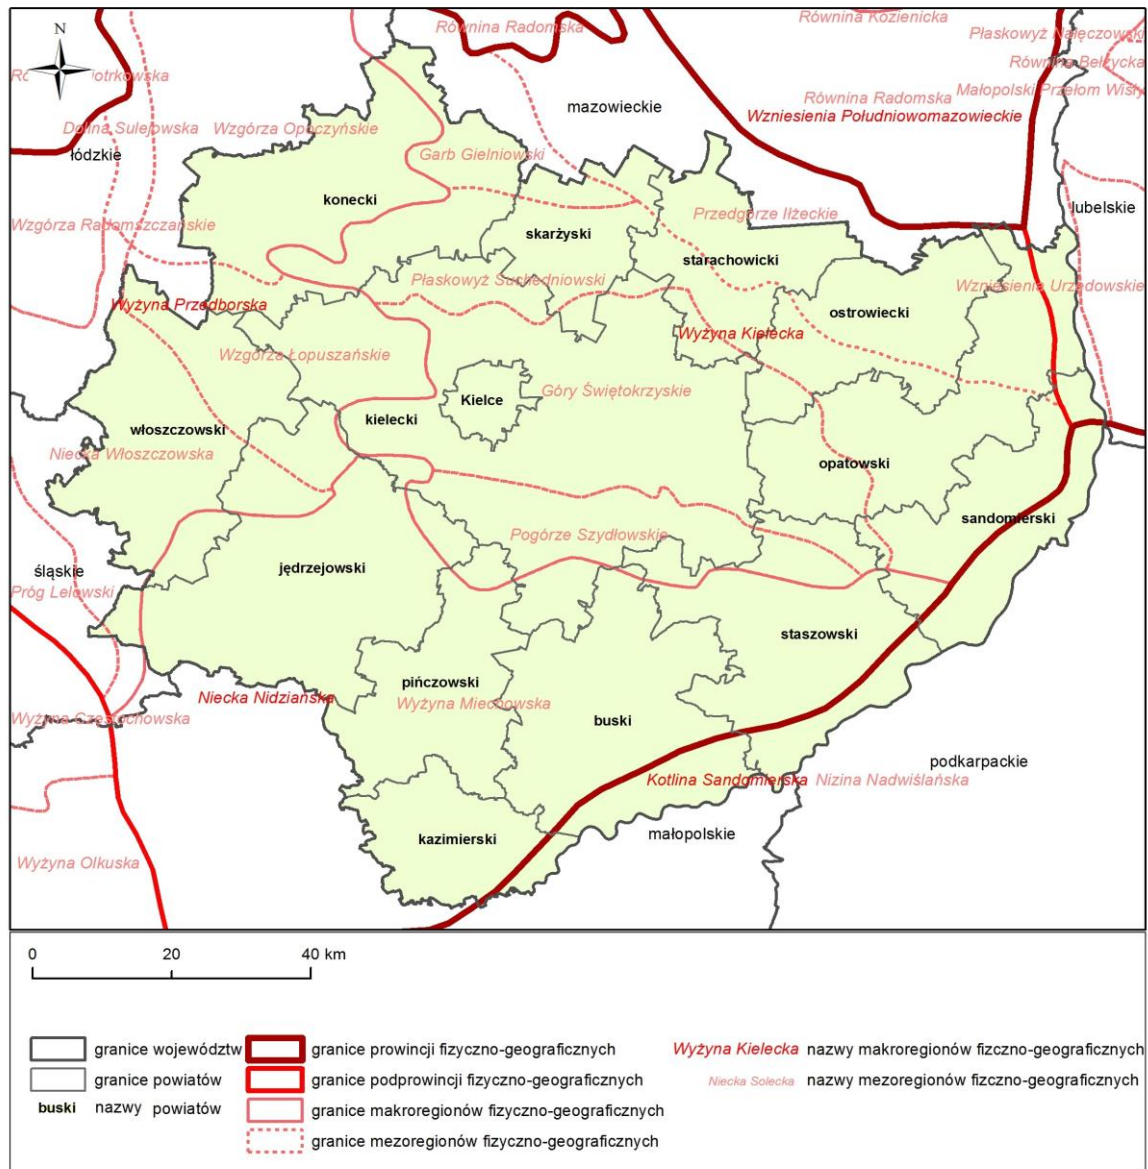 Równina Kozienicka
Równina Radomska
Płaskowyż Nałęczowski
N
Równina Bełżycka
Małopolski Przełom Wisły
mazowieckie
Równina Radomska
Wzniesienia Południowomazowieckie
Dolina Sulejowska
Wzgórza Opoczyńskie
łódzkie
Garb Gielniowski
konecki
lubelskie
Wzgórza Radomszczańskie
skarżyski
Przedgórze Iłżeckie
starachowicki
Płaskowyż Suchedniowski
Wzniesienia Urzędowskie
Wyżyna Przedborska
ostrowiecki
Wyżyna Kielecka
Wzgórza Łopuszańskie
Góry Świętokrzyskie
Kielce
kielecki
włoszczowski
Niecka Włoszczowska
opatowski
sandomierski
Pogórze Szydłowskie
śląskie
jędrzejowski
Próg Lelowski
staszowski
pińczowski
Niecka Nidziańska
Wyżyna Miechowska
Wyżyna Częstochowska
buski
podkarpackie
Kotlina Sandomierska
Nizina Nadwiślańska
małopolskie
kazimierski
Wyżyna Olkuska
0 20 40 km
granice województw
granice prowincji fizyczno-geograficznych
Wyżyna Kielecka nazwy makroregionów fizczno-geograficznych
granice powiatów
granice podprowincji fizyczno-geograficznych
Niecka Solecka nazwy mezoregionów fizczno-geograficznych
buski nazwy powiatów
granice makroregionów fizyczno-geograficznych
granice mezoregionów fizyczno-geograficznych